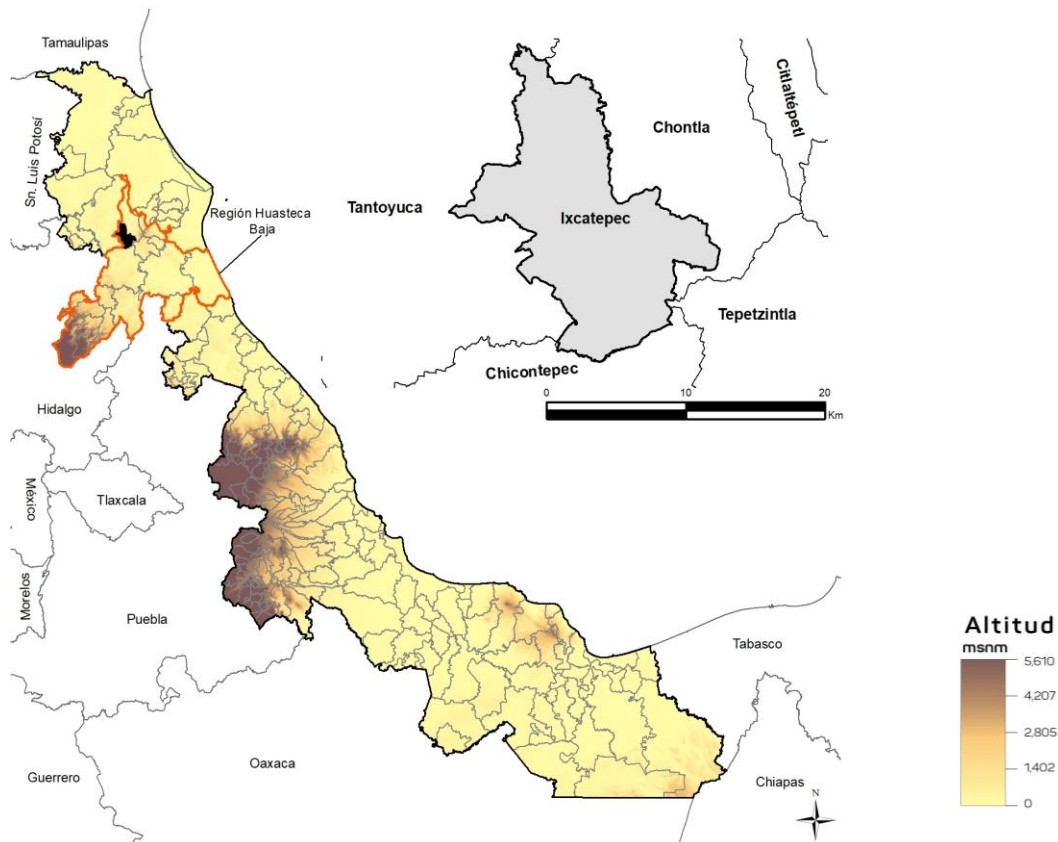 Tamaulipas
Sn. Luis Potosí
Región Huasteca
Baja
Hidalgo
México
Tlaxcala
Morelos
Puebla
Guerrero
Oaxaca
Tabasco
Chiapas
Citlaltépetl
Chontla
Tantoyuca
Ixcatepec
Tepetzintla
Chicontepec
0 10 20
Km
Altitud
msnm
5,610
4,207
2,805
1,402
0
N